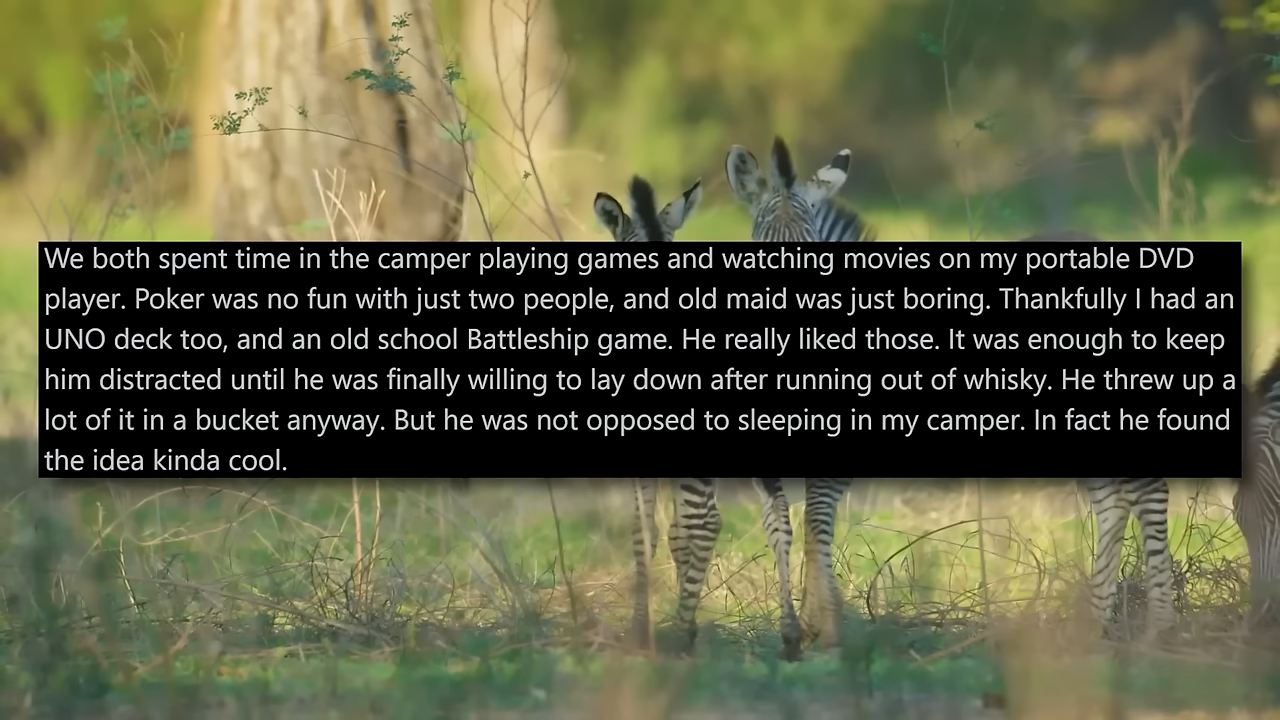 We both spent time in the camper playing games and watching movies on my portable DVD
player. Poker was no fun with just two people, and old maid was just boring. Thankfully I had an
UNO deck too, and an old school Battleship game. He really liked those. It was enough to keep
him distracted until he was finally willing to lay down after running out of whisky. He threw up a
lot of it in a bucket anyway. But he was not opposed to sleeping in my camper. In fact he found
the idea kinda cool.